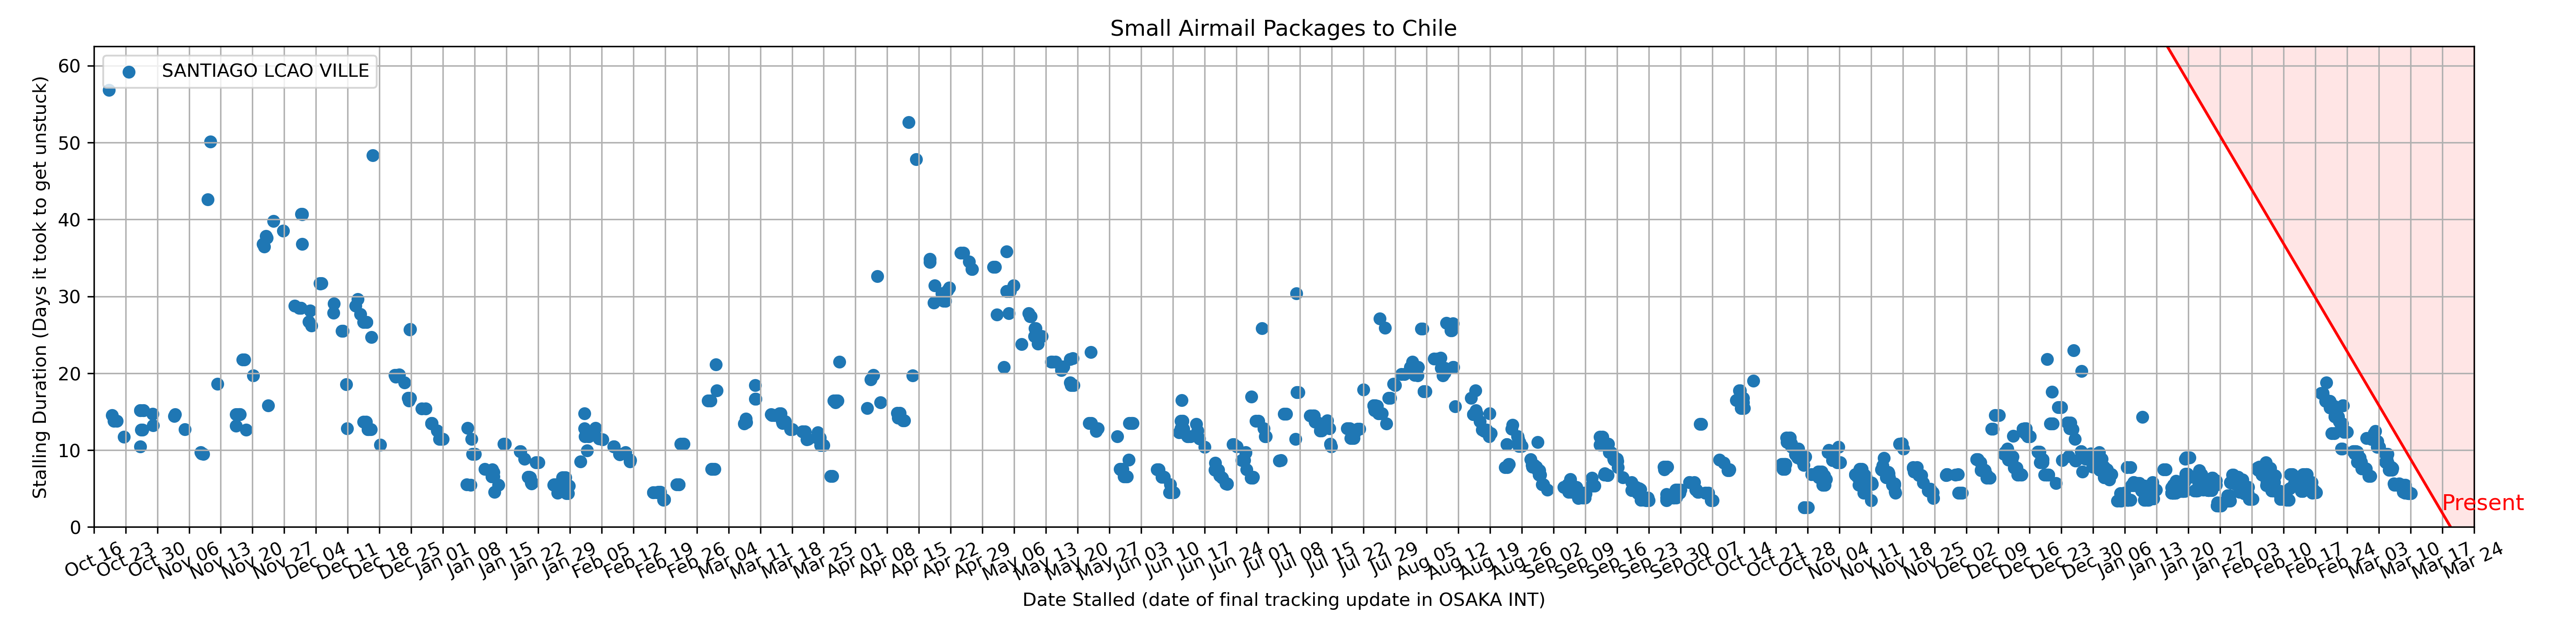 Small Airmail Packages to Chile
SANTIAGO LCAO VILLE
Stalling Duration (Days it took to get unstuck)
60
50
40
30
20
10
0
Present
Oct 16
Oct 23
Oct 30
Nov 06
Nov 13
Nov 20
Nov 27
Dec 04
Dec 11
Dec 18
Dec 25
Jan 01
Jan 08
Jan 15
Jan 22
Jan 29
Feb 05
Feb 12
Feb 19
Feb 26
Mar 04
Mar 11
Mar 18
Mar 25
Apr 01
Apr 08
Apr 15
Apr 22
Apr 29
May 06
May 13
May 20
May 27
Jun 03
Jun 10
Jun 17
Jun 24
Jul 01
Jul 08
Jul 15
Jul 22
Jul 29
Aug 05
Aug 12
Aug 19
Aug 26
Sep 02
Sep 09
Sep 16
Sep 23
Sep 30
Oct 07
Oct 14
Oct 21
Oct 28
Nov 04
Nov 11
Nov 18
Nov 25
Dec 02
Dec 09
Dec 16
Dec 23
Dec 30
Jan 06
Jan 13
Jan 20
Jan 27
Feb 03
Feb 10
Feb 17
Feb 24
Mar 03
Mar 10
Mar 17
Mar 24
Date Stalled (date of final tracking update in OSAKA INT)